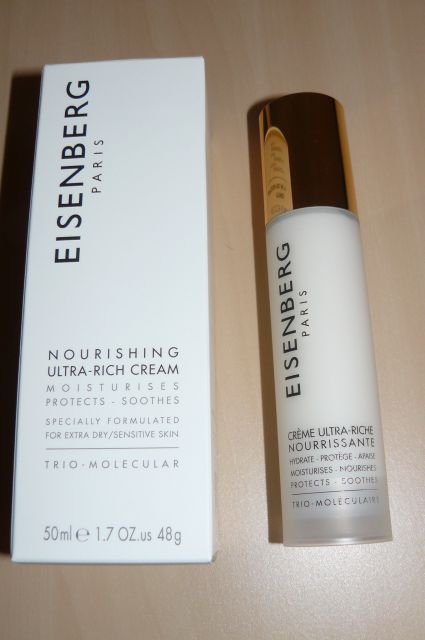 EISENBERG
PARIS
NOURISHING
ULTRA-RICH CREAM
MOISTURISES
PROTECTS - SOOTHES
SPECIALLY FORMULATED
FOR EXTRA DRY/SENSITIVE SKIN
TRIO-MOLECULAR
50ml ℮ 1.7 OZ.us 48g
EISENBERG
PARIS
CRÈME ULTRA-RICHE
NOURRISSANTE
HYDRATE - PROTÈGE - APAISE
MOISTURISES - NOURISHES
PROTECTS - SOOTHES
TRIO-MOLÉCULAIRE